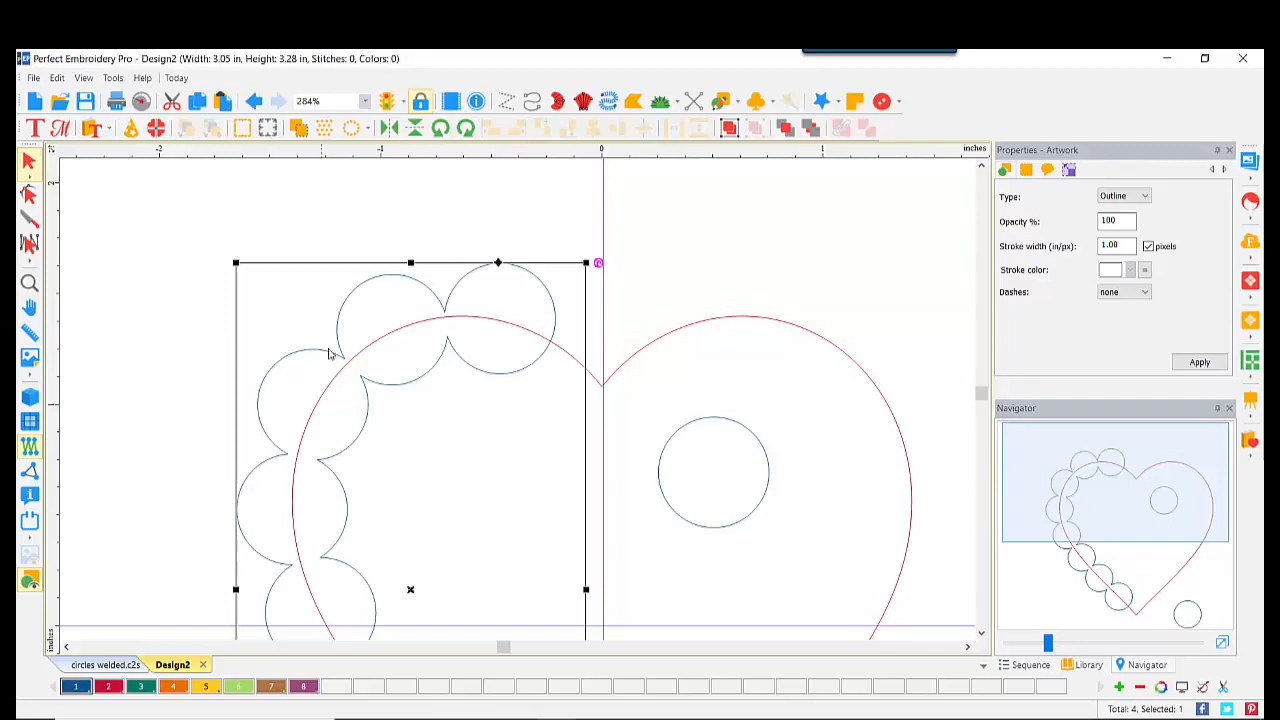 Perfect Embroidery Pro - Design2 (Width: 3.05 in, Height: 3.28 in, Stitches: 0, Colors: 0)
File Edit View Tools Help Today
284%
T M T
-2 -1 0 1 inches
2
inches
Properties - Artwork
Type: Outline
Opacity %: 100
Stroke width (in/px): 1.00 pixels
Stroke color:
Dashes: none
Apply
Navigator
circles welded.c2s Design2
Sequence Library Navigator
1 2 3 4 5 6 7 8
Total: 4, Selected: 1